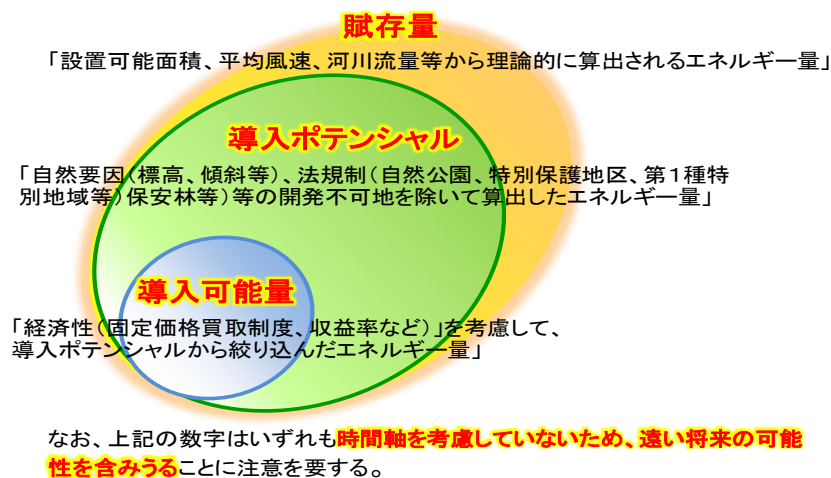 賦存量
「設置可能面積、平均風速、河川流量等から理論的に算出されるエネルギー量」
導入ポテンシャル
「自然要因(標高、傾斜等)、法規制(自然公園、特別保護地区、第1種特
別地域等)保安林等)等の開発不可地を除いて算出したエネルギー量」
導入可能量
「経済性(固定価格買取制度、収益率など)」を考慮して、
導入ポテンシャルから絞り込んだエネルギー量」
なお、上記の数字はいずれも時間軸を考慮していないため、遠い将来の可能
性を含みうることに注意を要する。